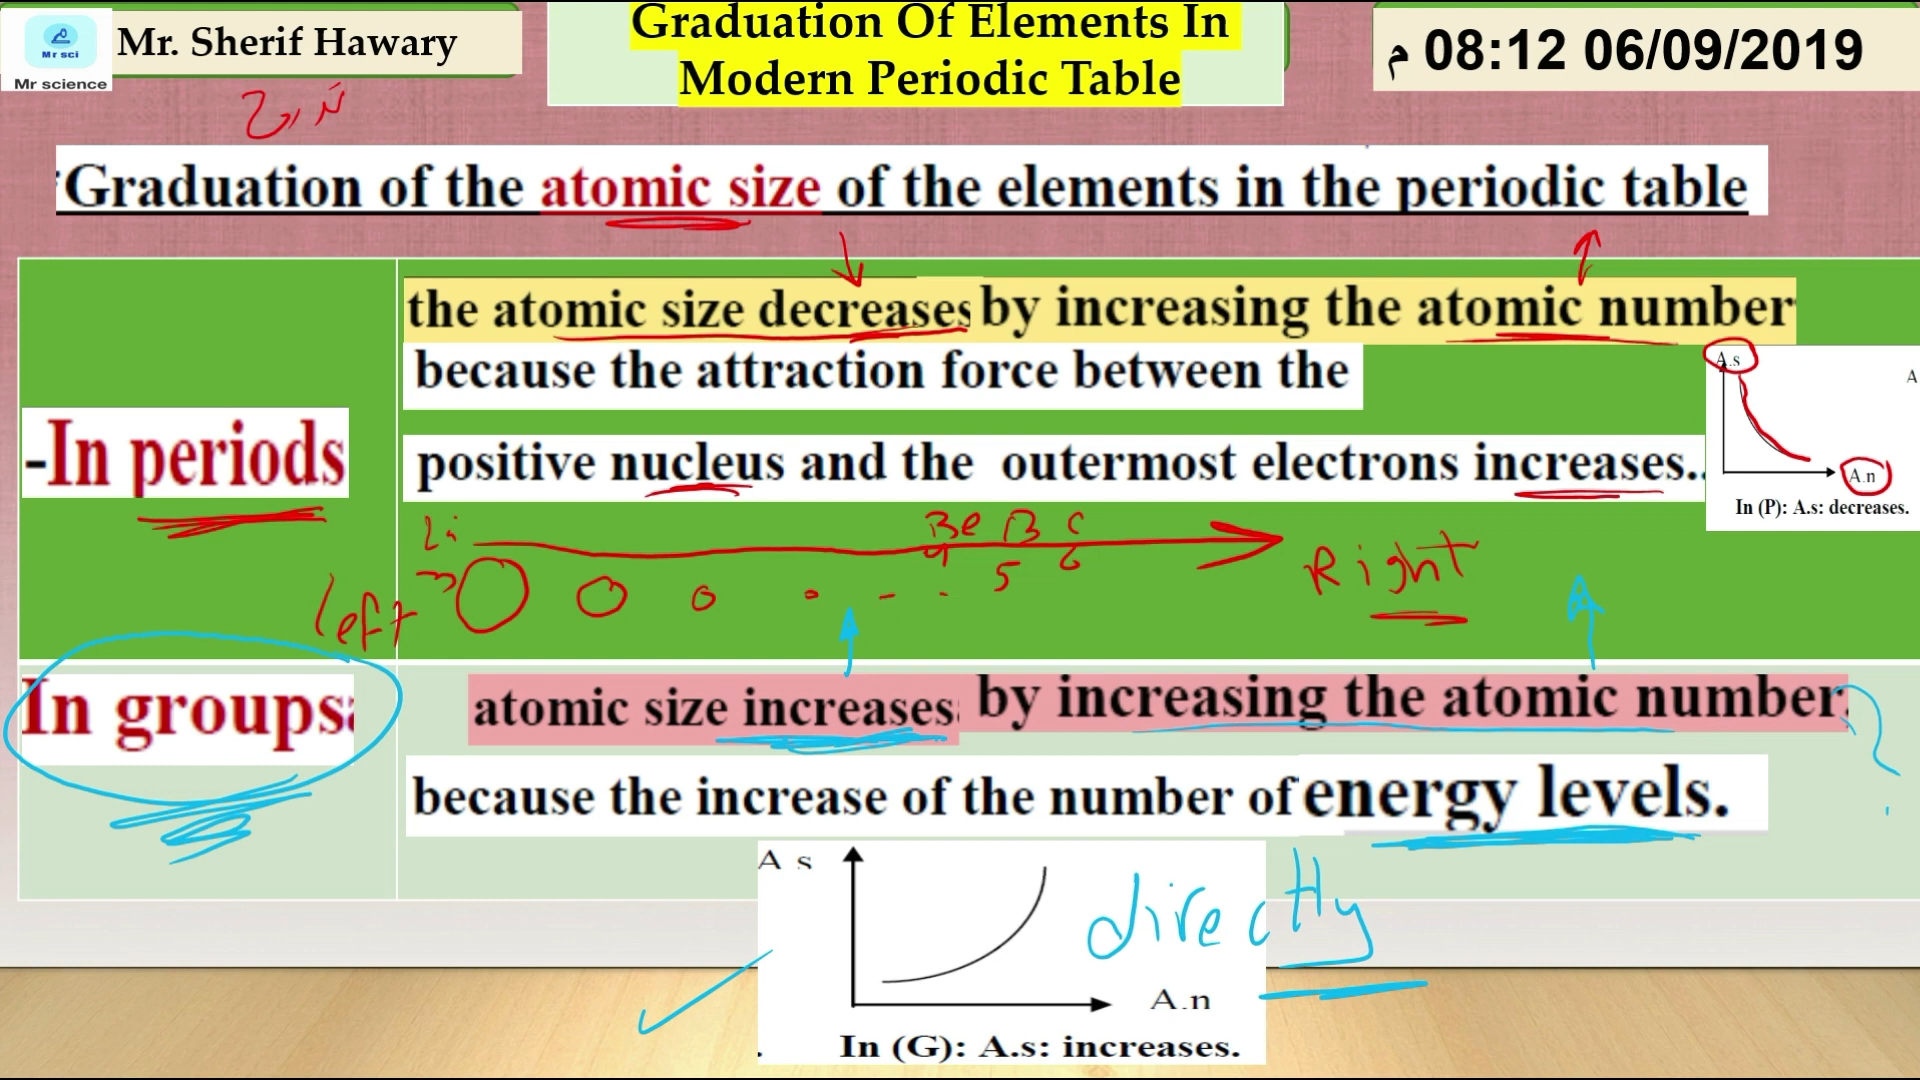 Mr sci
Mr science
Mr. Sherif Hawary
Graduation Of Elements In
Modern Periodic Table
م 08:12 06/09/2019
تدرج
Graduation of the atomic size of the elements in the periodic table
-In periods
the atomic size decreases by increasing the atomic number
because the attraction force between the
positive nucleus and the outermost electrons increases..
A.s
A
A.n
In (P): A.s: decreases.
Li Be B C
3 4 5 6
left
Right
In groups
atomic size increases by increasing the atomic number
?
because the increase of the number of energy levels.
A s
directly
A.n
In (G): A.s: increases.